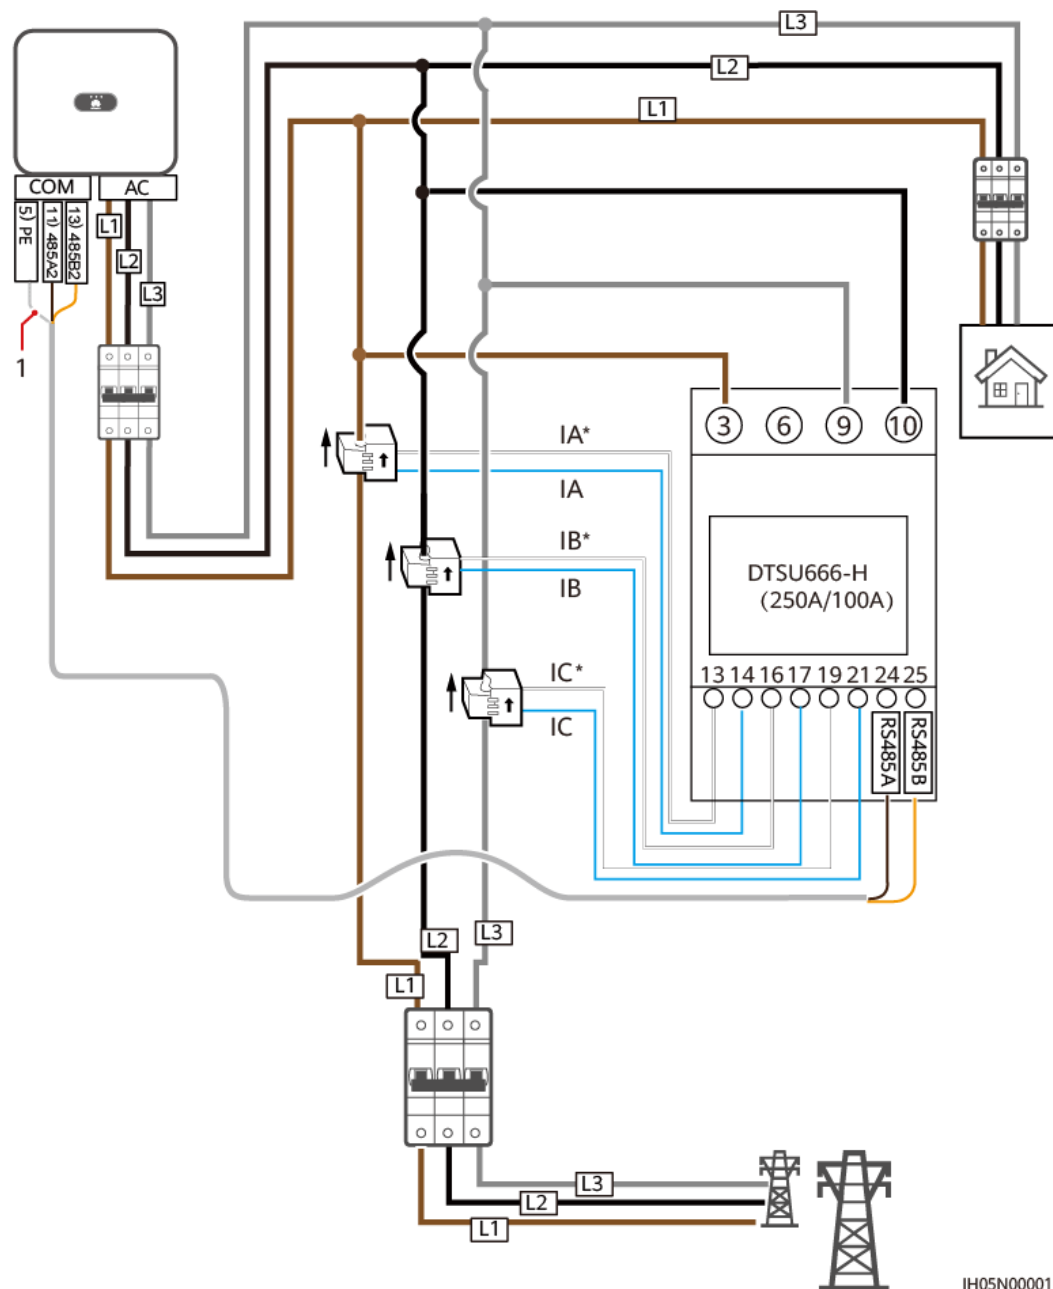 L3
L2
L1
COM
AC
5) PE
11) 485A2
13) 485B2
L1
L2
L3
1
3
6
9
10
IA*
IA
IB*
IB
DTSU666-H
(250A/100A)
IC*
IC
13 14 16 17 19 21 24 25
RS485A
RS485B
L2
L3
L1
L3
L2
L1
IH05N00001